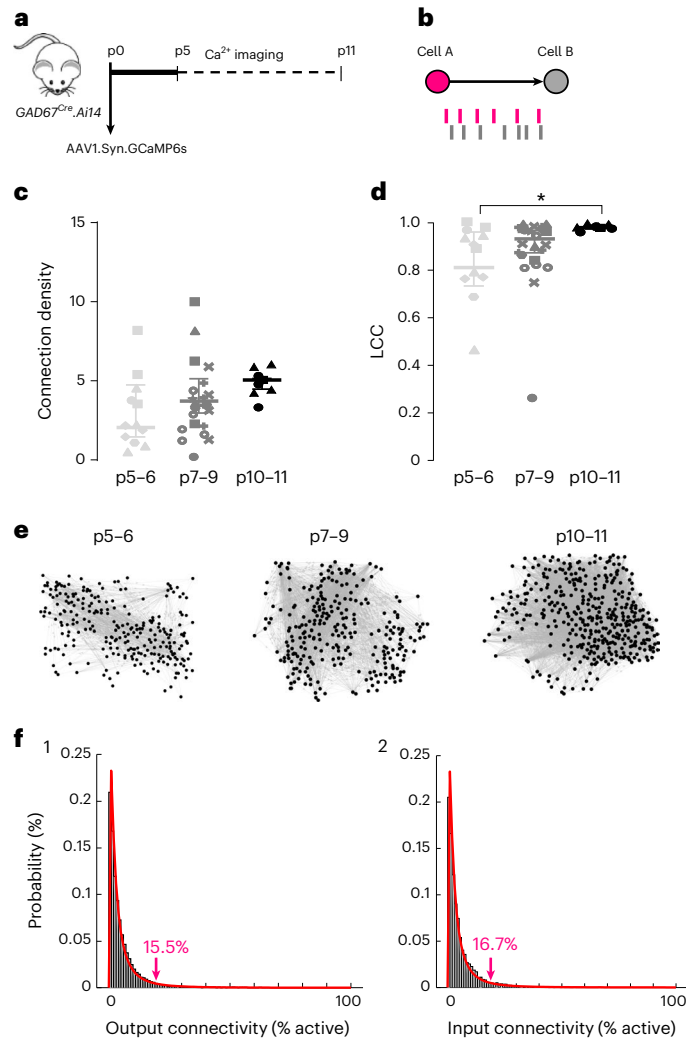 a
p0
p5
Ca2+ imaging
p11
GAD67Cre.Ai14
AAV1.Syn.GCaMP6s
b
Cell A
Cell B
c
Connection density
15
10
5
0
p5–6
p7–9
p10–11
d
*
LCC
1.0
0.8
0.6
0.4
0.2
0
p5–6
p7–9
p10–11
e
p5–6
p7–9
p10–11
f
1
Probability (%)
0.25
0.2
0.15
0.1
0.05
0
15.5%
0
100
Output connectivity (% active)
2
0.25
0.2
0.15
0.1
0.05
0
16.7%
0
100
Input connectivity (% active)